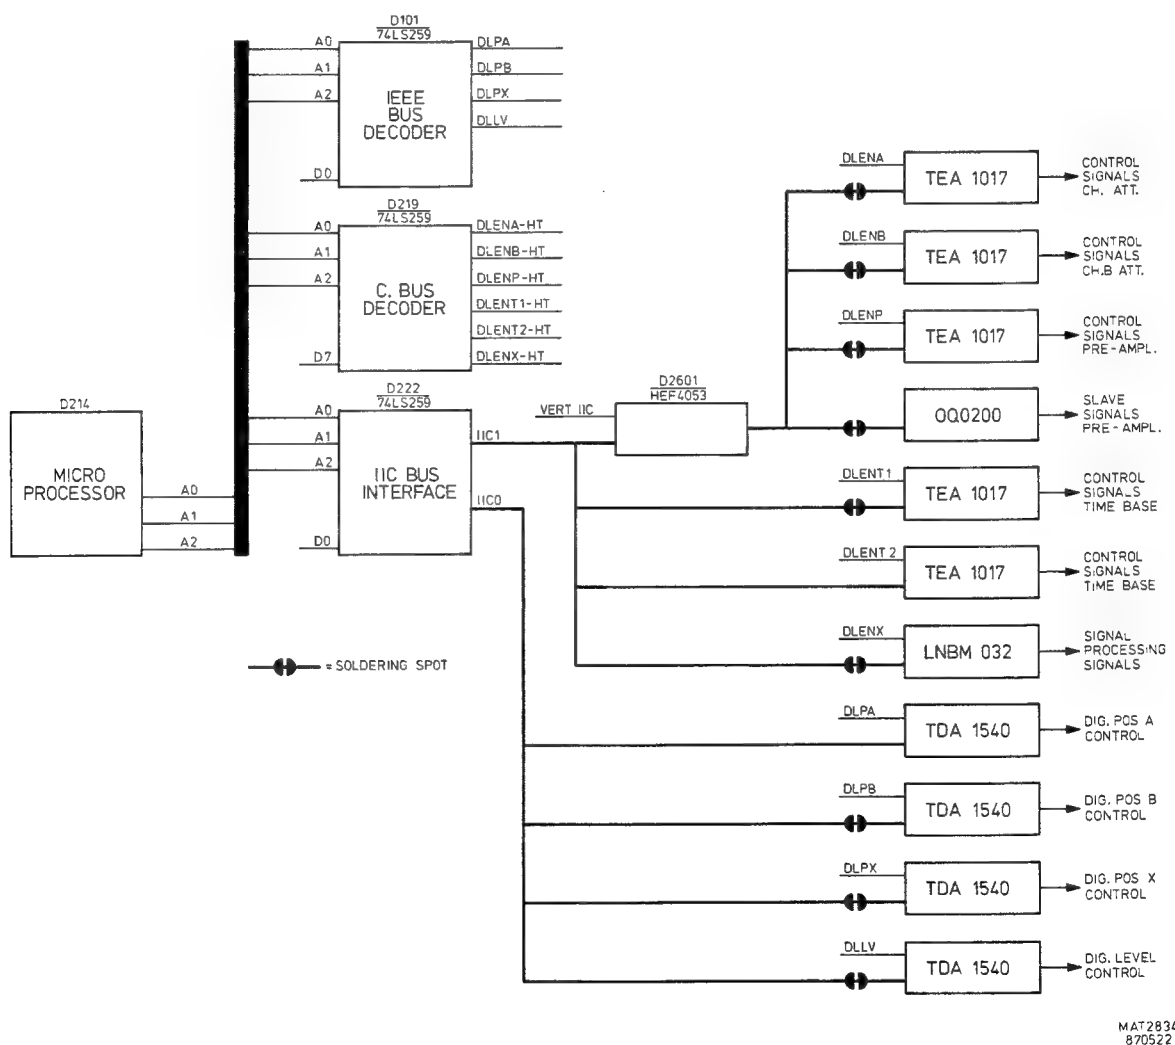 D101
74LS259
A0
A1
A2
D0
IEEE
BUS
DECODER
DLPA
DLPB
DLPX
DLLV
D219
74LS259
A0
A1
A2
D7
C. BUS
DECODER
DLENA-HT
DLENB-HT
DLENP-HT
DLENT1-HT
DLENT2-HT
DLENX-HT
D222
74LS259
A0
A1
A2
D0
IIC BUS
INTERFACE
IIC1
IIC0
D214
MICRO
PROCESSOR
A0
A1
A2
= SOLDERING SPOT
VERT IIC
D2601
HEF4053
DLENA
TEA 1017
CONTROL
SIGNALS
CH. ATT.
DLENB
TEA 1017
CONTROL
SIGNALS
CH.B ATT.
DLENP
TEA 1017
CONTROL
SIGNALS
PRE-AMPL.
OQ0200
SLAVE
SIGNALS
PRE-AMPL.
DLENT1
TEA 1017
CONTROL
SIGNALS
TIME BASE
DLENT2
TEA 1017
CONTROL
SIGNALS
TIME BASE
DLENX
LNBM 032
SIGNAL
PROCESSING
SIGNALS
DLPA
TDA 1540
DIG. POS A
CONTROL
DLPB
TDA 1540
DIG. POS B
CONTROL
DLPX
TDA 1540
DIG. POS X
CONTROL
DLLV
TDA 1540
DIG. LEVEL
CONTROL
MAT2834
870522